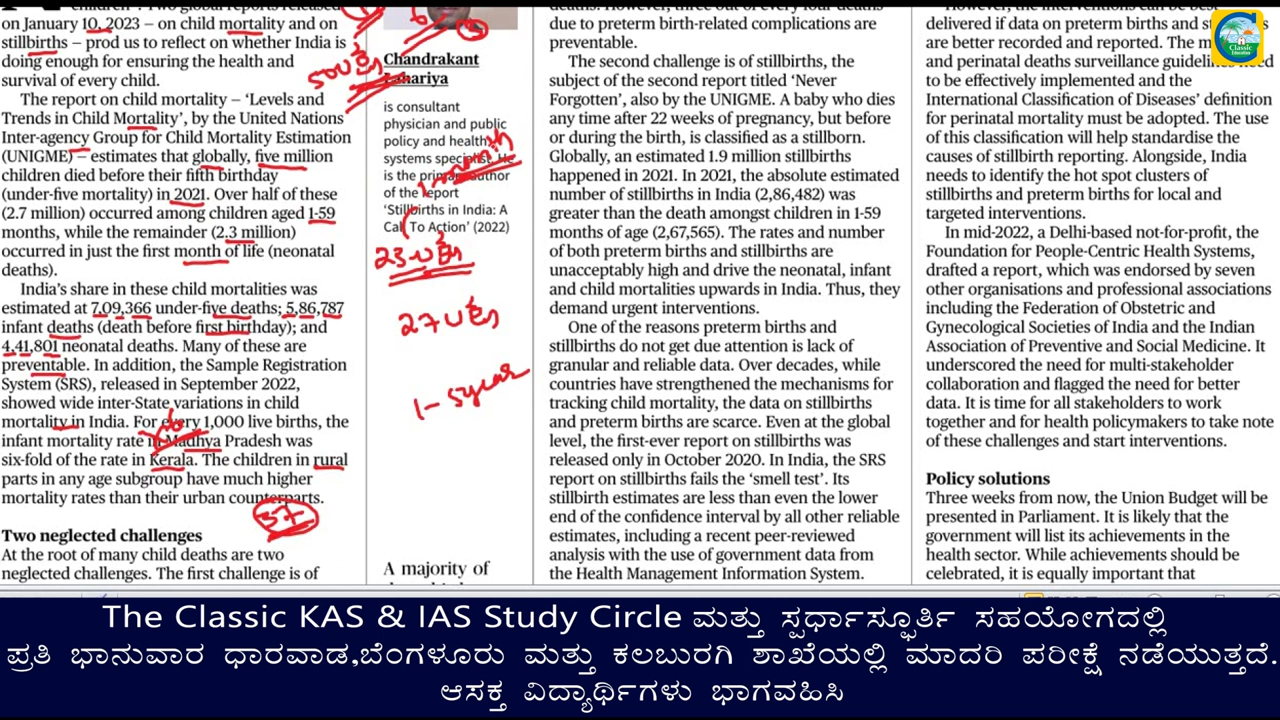 on January 10, 2023 – on child mortality and on
stillbirths – prod us to reflect on whether India is
doing enough for ensuring the health and
survival of every child.
The report on child mortality – ‘Levels and
Trends in Child Mortality’, by the United Nations
Inter-agency Group for Child Mortality Estimation
(UNIGME) – estimates that globally, five million
children died before their fifth birthday
(under-five mortality) in 2021. Over half of these
(2.7 million) occurred among children aged 1-59
months, while the remainder (2.3 million)
occurred in just the first month of life (neonatal
deaths).
India’s share in these child mortalities was
estimated at 7,09,366 under-five deaths; 5,86,787
infant deaths (death before first birthday); and
4,41,801 neonatal deaths. Many of these are
preventable. In addition, the Sample Registration
System (SRS), released in September 2022,
showed wide inter-State variations in child
mortality in India. For every 1,000 live births, the
infant mortality rate in Madhya Pradesh was
six-fold of the rate in Kerala. The children in rural
parts in any age subgroup have much higher
mortality rates than their urban counterparts.
37
Two neglected challenges
At the root of many child deaths are two
neglected challenges. The first challenge is of
Chandrakant
Lahariya
is consultant
physician and public
policy and health
systems specialist. He
is the primary author
of the report
‘Stillbirths in India: A
Call To Action’ (2022)
1-month
1-5year
A majority of
due to preterm birth-related complications are
preventable.
The second challenge is of stillbirths, the
subject of the second report titled ‘Never
Forgotten’, also by the UNIGME. A baby who dies
any time after 22 weeks of pregnancy, but before
or during the birth, is classified as a stillborn.
Globally, an estimated 1.9 million stillbirths
happened in 2021. In 2021, the absolute estimated
number of stillbirths in India (2,86,482) was
greater than the death amongst children in 1-59
months of age (2,67,565). The rates and number
of both preterm births and stillbirths are
unacceptably high and drive the neonatal, infant
and child mortalities upwards in India. Thus, they
demand urgent interventions.
One of the reasons preterm births and
stillbirths do not get due attention is lack of
granular and reliable data. Over decades, while
countries have strengthened the mechanisms for
tracking child mortality, the data on stillbirths
and preterm births are scarce. Even at the global
level, the first-ever report on stillbirths was
released only in October 2020. In India, the SRS
report on stillbirths fails the ‘smell test’. Its
stillbirth estimates are less than even the lower
end of the confidence interval by all other reliable
estimates, including a recent peer-reviewed
analysis with the use of government data from
the Health Management Information System.
delivered if data on preterm births and
are better recorded and reported. The
and perinatal deaths surveillance guidelines need
to be effectively implemented and the
International Classification of Diseases’ definition
for perinatal mortality must be adopted. The use
of this classification will help standardise the
causes of stillbirth reporting. Alongside, India
needs to identify the hot spot clusters of
stillbirths and preterm births for local and
targeted interventions.
In mid-2022, a Delhi-based not-for-profit, the
Foundation for People-Centric Health Systems,
drafted a report, which was endorsed by seven
other organisations and professional associations
including the Federation of Obstetric and
Gynecological Societies of India and the Indian
Association of Preventive and Social Medicine. It
underscored the need for multi-stakeholder
collaboration and flagged the need for better
data. It is time for all stakeholders to work
together and for health policymakers to take note
of these challenges and start interventions.
Policy solutions
Three weeks from now, the Union Budget will be
presented in Parliament. It is likely that the
government will list its achievements in the
health sector. While achievements should be
celebrated, it is equally important that
Classic
Education
The Classic KAS & IAS Study Circle ಮತ್ತು ಸ್ಪರ್ಧಾಸ್ಫೂರ್ತಿ ಸಹಯೋಗದಲ್ಲಿ
ಪ್ರತಿ ಭಾನುವಾರ ಧಾರವಾಡ,ಬೆಂಗಳೂರು ಮತ್ತು ಕಲಬುರಗಿ ಶಾಖೆಯಲ್ಲಿ ಮಾದರಿ ಪರೀಕ್ಷೆ ನಡೆಯುತ್ತದೆ.
ಆಸಕ್ತ ವಿದ್ಯಾರ್ಥಿಗಳು ಭಾಗವಹಿಸಿ